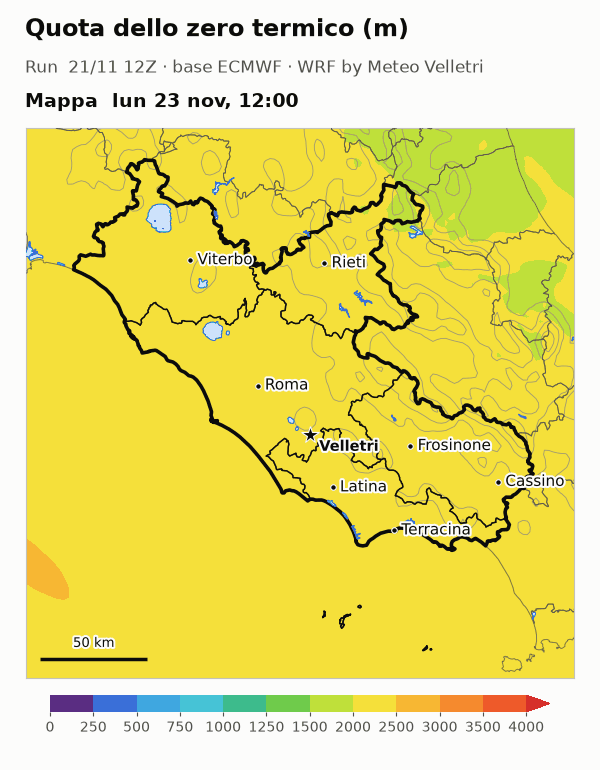 Quota dello zero termico (m)
Run 21/11 12Z · base ECMWF · WRF by Meteo Velletri
Mappa lun 23 nov, 12:00
Viterbo
Rieti
Roma
Velletri
Frosinone
Cassino
Latina
Terracina
50 km
0 250 500 750 1000 1250 1500 2000 2500 3000 3500 4000